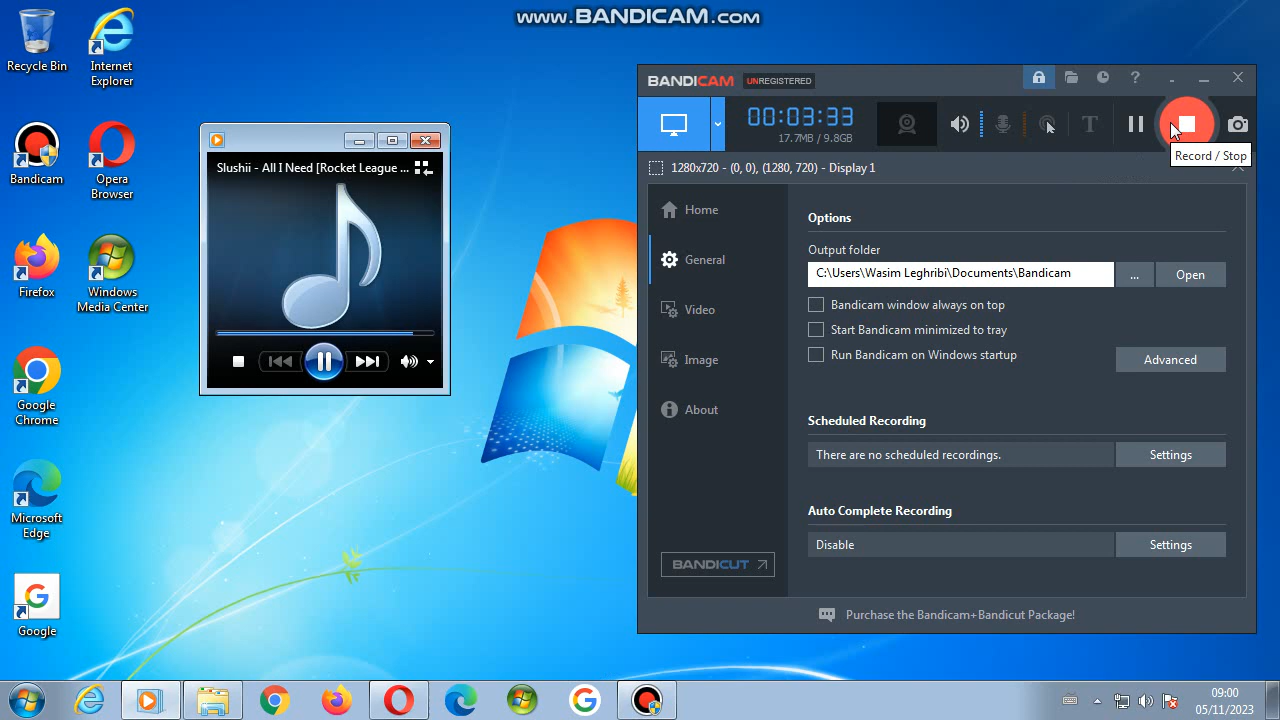 www.BANDICAM.com
Recycle Bin
Internet
Explorer
Bandicam
Opera
Browser
Firefox
Windows
Media Center
Google
Chrome
Microsoft
Edge
Google
Slushii - All I Need [Rocket League ...
BANDICAM
UNREGISTERED
?
00:03:33
17.7MB / 9.8GB
T
Record / Stop
1280x720 - (0, 0), (1280, 720) - Display 1
Home
General
Video
Image
About
BANDICUT
Options
Output folder
C:\Users\Wasim Leghribi\Documents\Bandicam
...
Open
Bandicam window always on top
Start Bandicam minimized to tray
Run Bandicam on Windows startup
Advanced
Scheduled Recording
There are no scheduled recordings.
Settings
Auto Complete Recording
Disable
Settings
Purchase the Bandicam+Bandicut Package!
09:00
05/11/2023